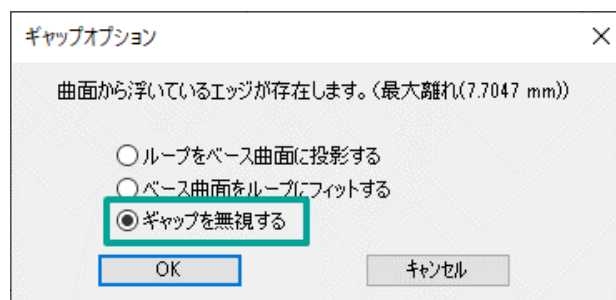 ギャップオプション
曲面から浮いているエッジが存在します。(最大離れ(7.7047 mm))
ループをベース曲面に投影する
ベース曲面をループにフィットする
ギャップを無視する
OK キャンセル